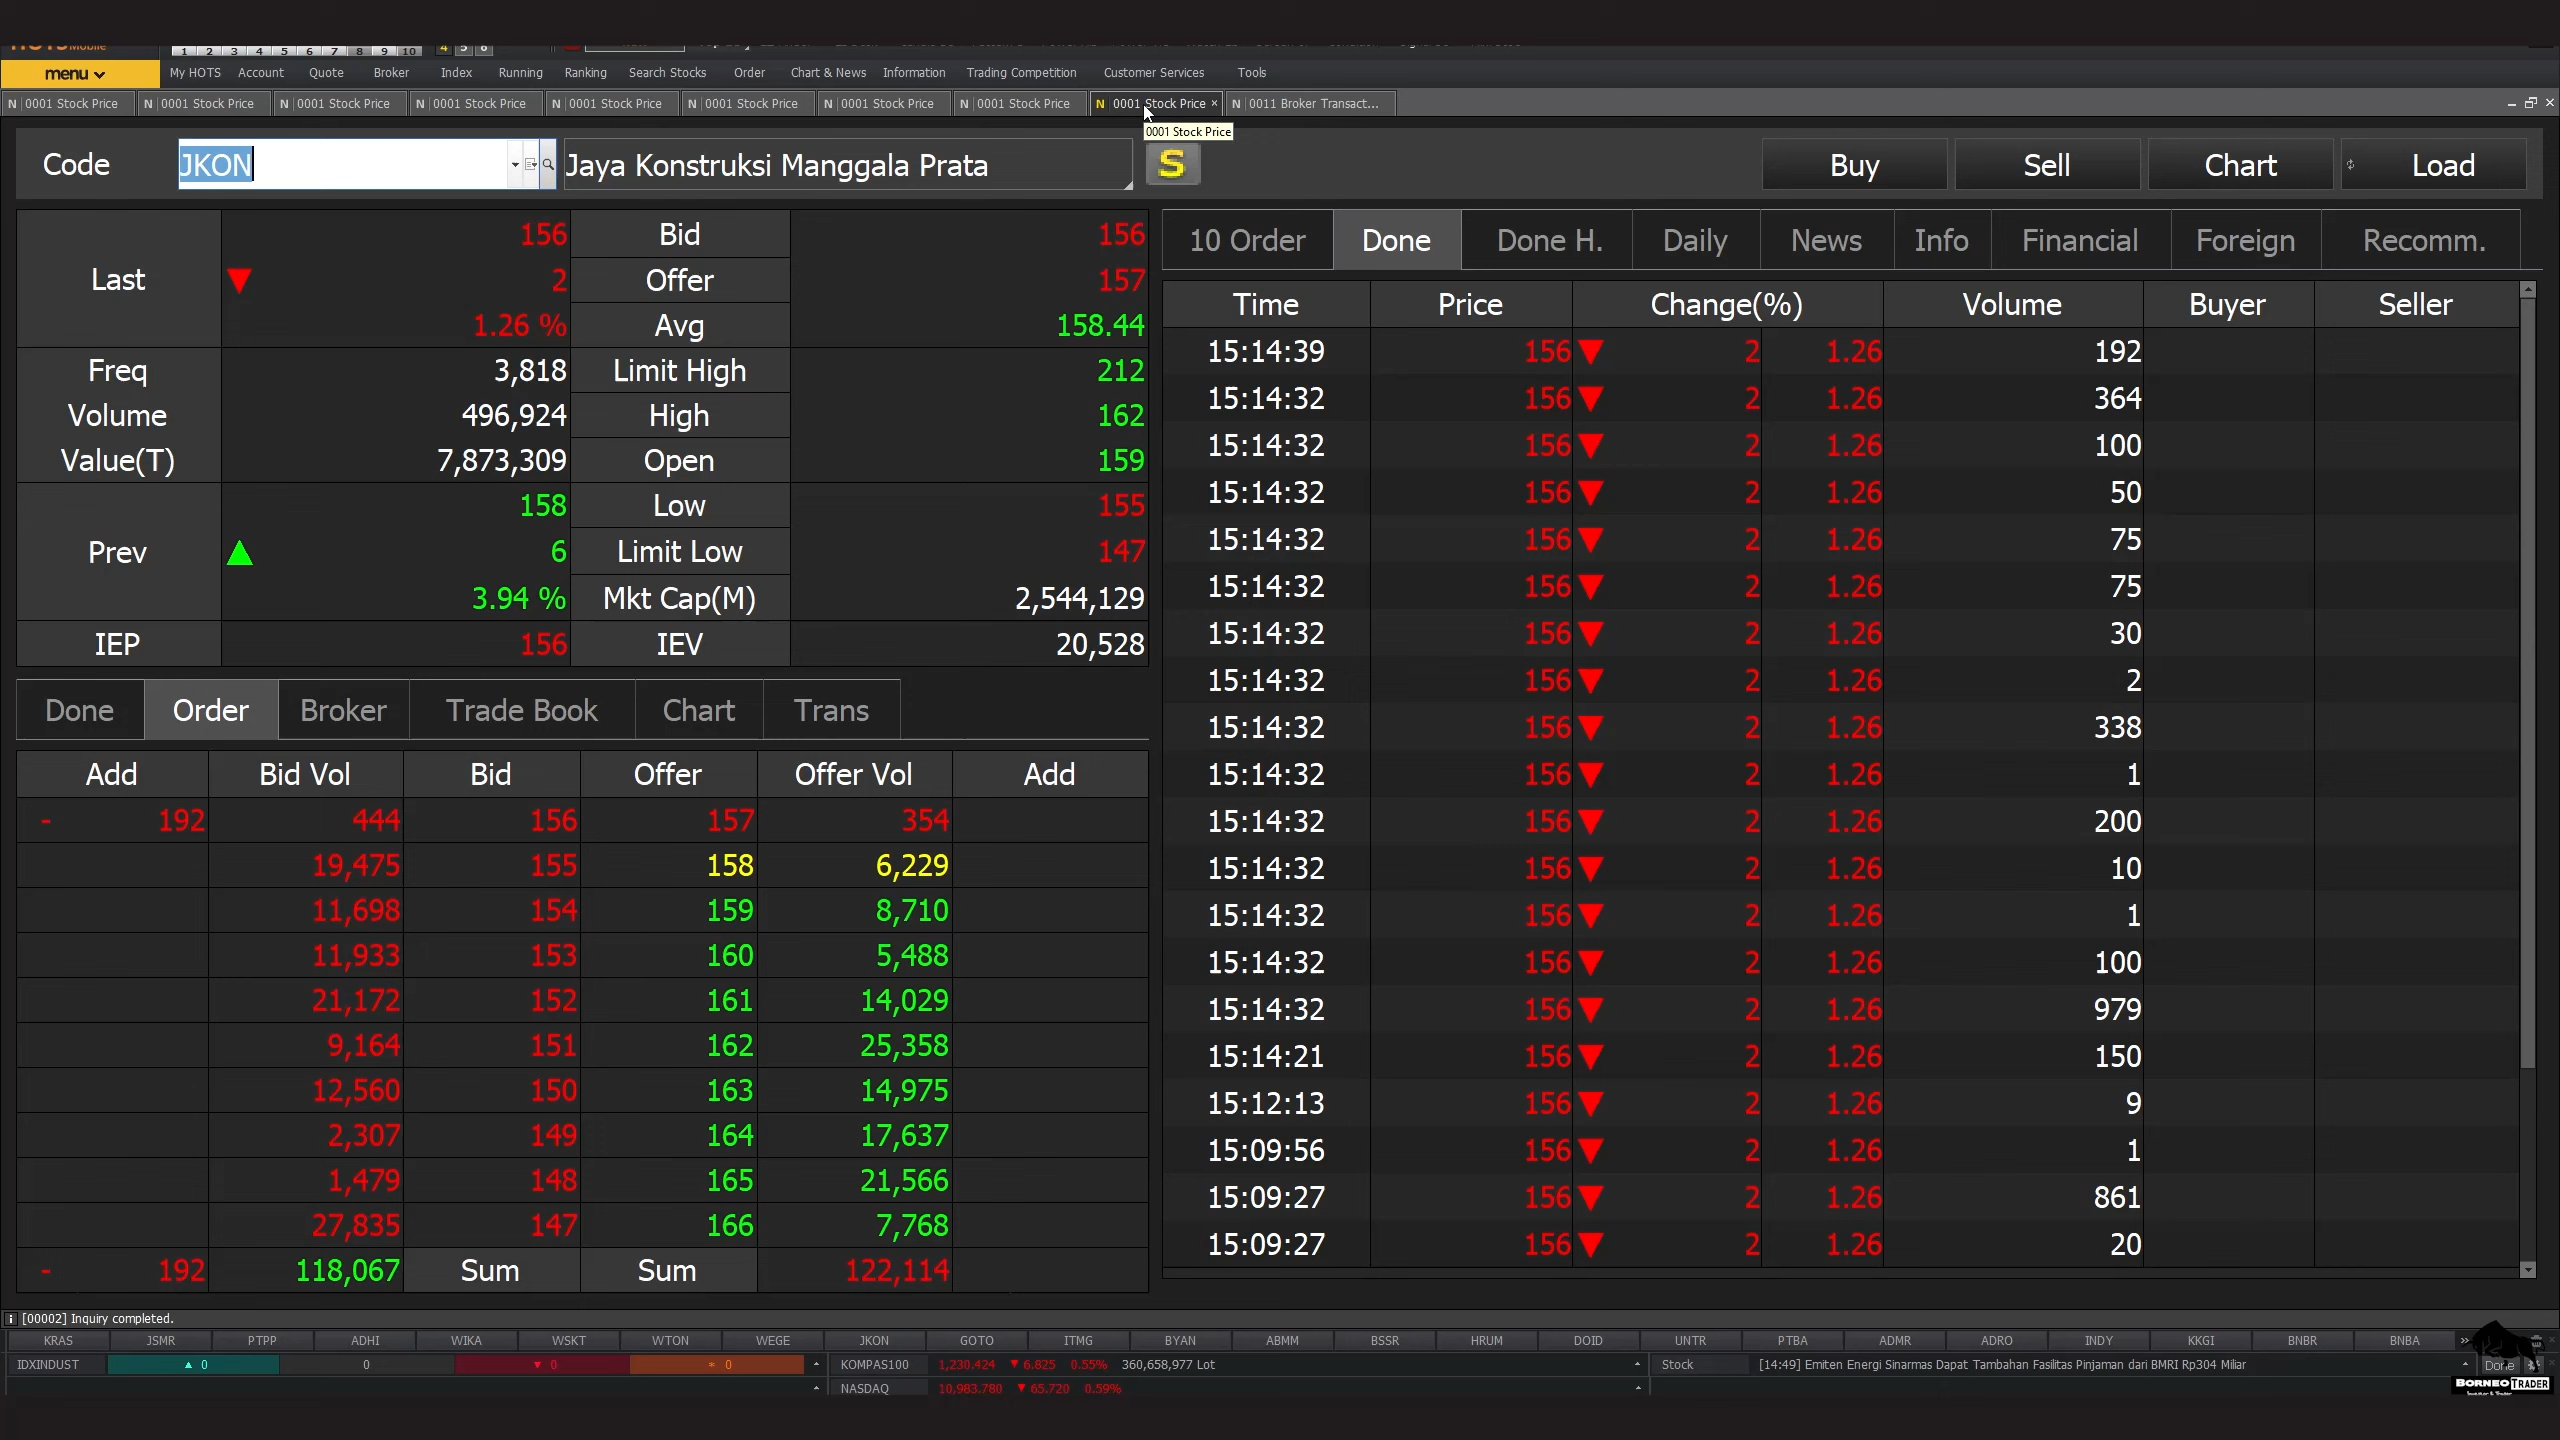 1 2 3 4 5 6 7 8 9 10 4 5 6
menu My HOTS Account Quote Broker Index Running Ranking Search Stocks Order Chart & News Information Trading Competition Customer Services Tools
N 0001 Stock Price N 0001 Stock Price N 0001 Stock Price N 0001 Stock Price N 0001 Stock Price N 0001 Stock Price N 0001 Stock Price N 0001 Stock Price N 0001 Stock Price × N 0011 Broker Transact...
0001 Stock Price
Code JKON Jaya Konstruksi Manggala Prata S Buy Sell Chart Load
Last 156 ▼ 2 1.26 %
Bid 156
Offer 157
Avg 158.44
Freq 3,818 Limit High 212
Volume 496,924 High 162
Value(T) 7,873,309 Open 159
Prev 158 ▲ 6 3.94 %
Low 155
Limit Low 147
Mkt Cap(M) 2,544,129
IEP 156 IEV 20,528
Done Order Broker Trade Book Chart Trans
Add Bid Vol Bid Offer Offer Vol Add
- 192 444 156 157 354
19,475 155 158 6,229
11,698 154 159 8,710
11,933 153 160 5,488
21,172 152 161 14,029
9,164 151 162 25,358
12,560 150 163 14,975
2,307 149 164 17,637
1,479 148 165 21,566
27,835 147 166 7,768
- 192 118,067 Sum Sum 122,114
10 Order Done Done H. Daily News Info Financial Foreign Recomm.
Time Price Change(%) Volume Buyer Seller
15:14:39 156 ▼ 2 1.26 192
15:14:32 156 ▼ 2 1.26 364
15:14:32 156 ▼ 2 1.26 100
15:14:32 156 ▼ 2 1.26 50
15:14:32 156 ▼ 2 1.26 75
15:14:32 156 ▼ 2 1.26 75
15:14:32 156 ▼ 2 1.26 30
15:14:32 156 ▼ 2 1.26 2
15:14:32 156 ▼ 2 1.26 338
15:14:32 156 ▼ 2 1.26 1
15:14:32 156 ▼ 2 1.26 200
15:14:32 156 ▼ 2 1.26 10
15:14:32 156 ▼ 2 1.26 1
15:14:32 156 ▼ 2 1.26 100
15:14:32 156 ▼ 2 1.26 979
15:14:21 156 ▼ 2 1.26 150
15:12:13 156 ▼ 2 1.26 9
15:09:56 156 ▼ 2 1.26 1
15:09:27 156 ▼ 2 1.26 861
15:09:27 156 ▼ 2 1.26 20
[00002] Inquiry completed.
KRAS JSMR PTPP ADHI WIKA WSKT WTON WEGE JKON GOTO ITMG BYAN ABMM BSSR HRUM DOID UNTR PTBA ADMR ADRO INDY KKGI BNBR BNBA »
IDXINDUST ▲ 0 0 ▼ 0 * 0 KOMPAS100 1,230.424 ▼ 6.825 0.55% 360,658,977 Lot Stock [14:49] Emiten Energi Sinarmas Dapat Tambahan Fasilitas Pinjaman dari BMRI Rp304 Miliar Done
NASDAQ 10,983.780 ▼ 65.720 0.59%
BORNEO TRADER
Investor & Trader